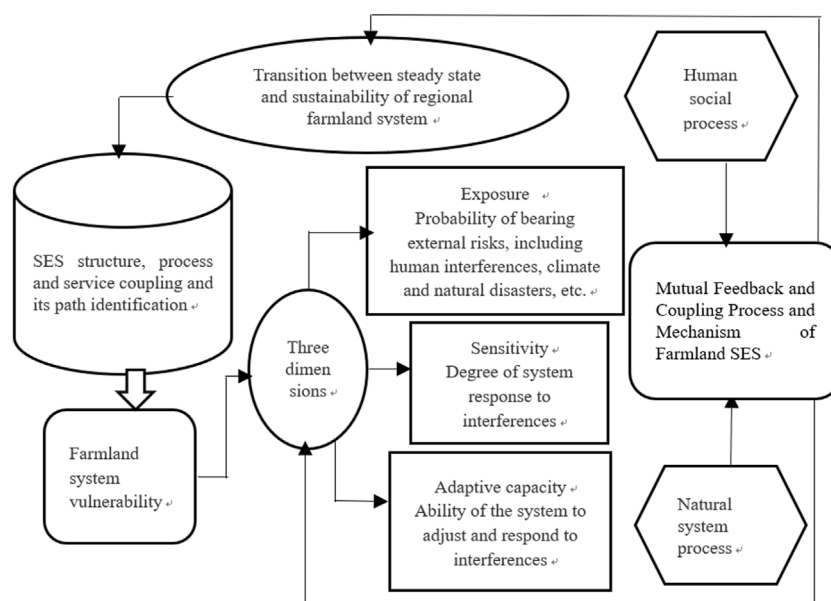 Transition between steady state
and sustainability of regional
farmland system
Human
social
process
SES structure, process
and service coupling and
its path identification
Exposure
Probability of bearing
external risks, including
human interferences, climate
and natural disasters, etc.
Mutual Feedback and
Coupling Process and
Mechanism of
Farmland SES
Three
dimen
sions
Sensitivity
Degree of system
response to
interferences
Farmland
system
vulnerability
Adaptive capacity
Ability of the system to
adjust and respond to
interferences
Natural
system
process